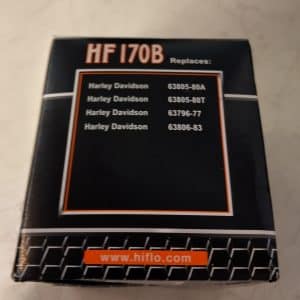 HF170B Replaces:
Harley Davidson 63805-80A
Harley Davidson 63805-80T
Harley Davidson 63796-77
Harley Davidson 63806-83
www.hiflo.com